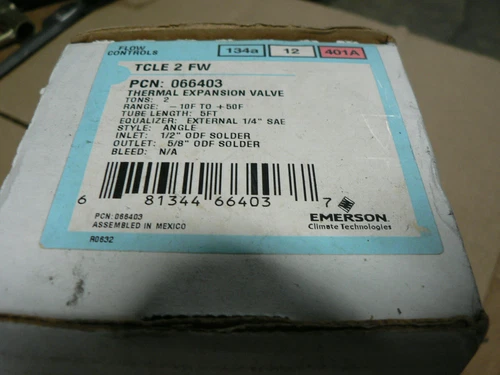 FLOW
CONTROLS
134a 12 401A
TCLE 2 FW
PCN: 066403
THERMAL EXPANSION VALVE
TONS: 2
RANGE: -10F TO +50F
TUBE LENGTH: 5FT
EQUALIZER: EXTERNAL 1/4" SAE
STYLE: ANGLE
INLET: 1/2" ODF SOLDER
OUTLET: 5/8" ODF SOLDER
BLEED: N/A
6 81344 66403 7
PCN: 066403
ASSEMBLED IN MEXICO
R0832
EMERSON
Climate Technologies